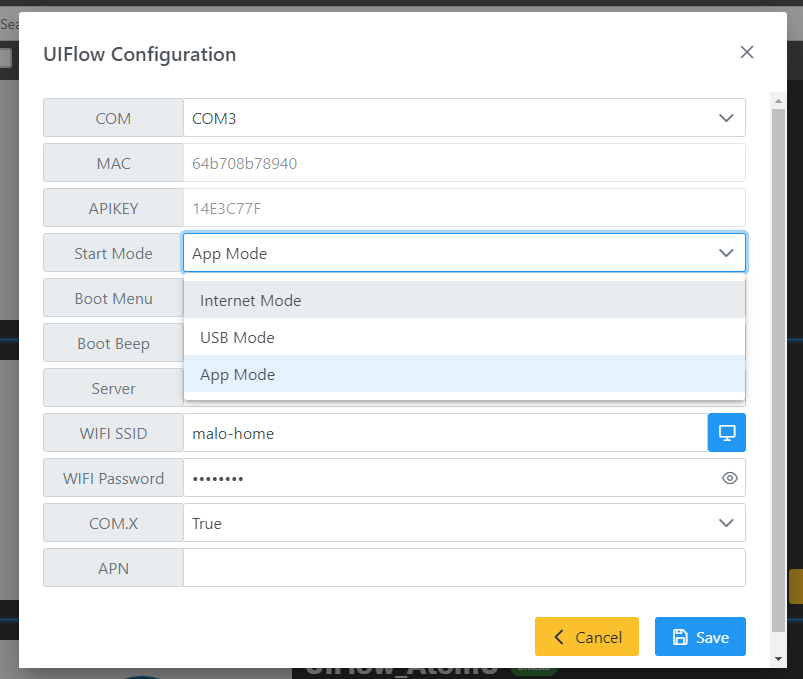 Sea
UIFlow Configuration
COM COM3
MAC 64b708b78940
APIKEY 14E3C77F
Start Mode App Mode
Boot Menu Internet Mode
USB Mode
Boot Beep
App Mode
Server
WIFI SSID malo-home
WIFI Password ••••••••
COM.X True
APN
Cancel Save